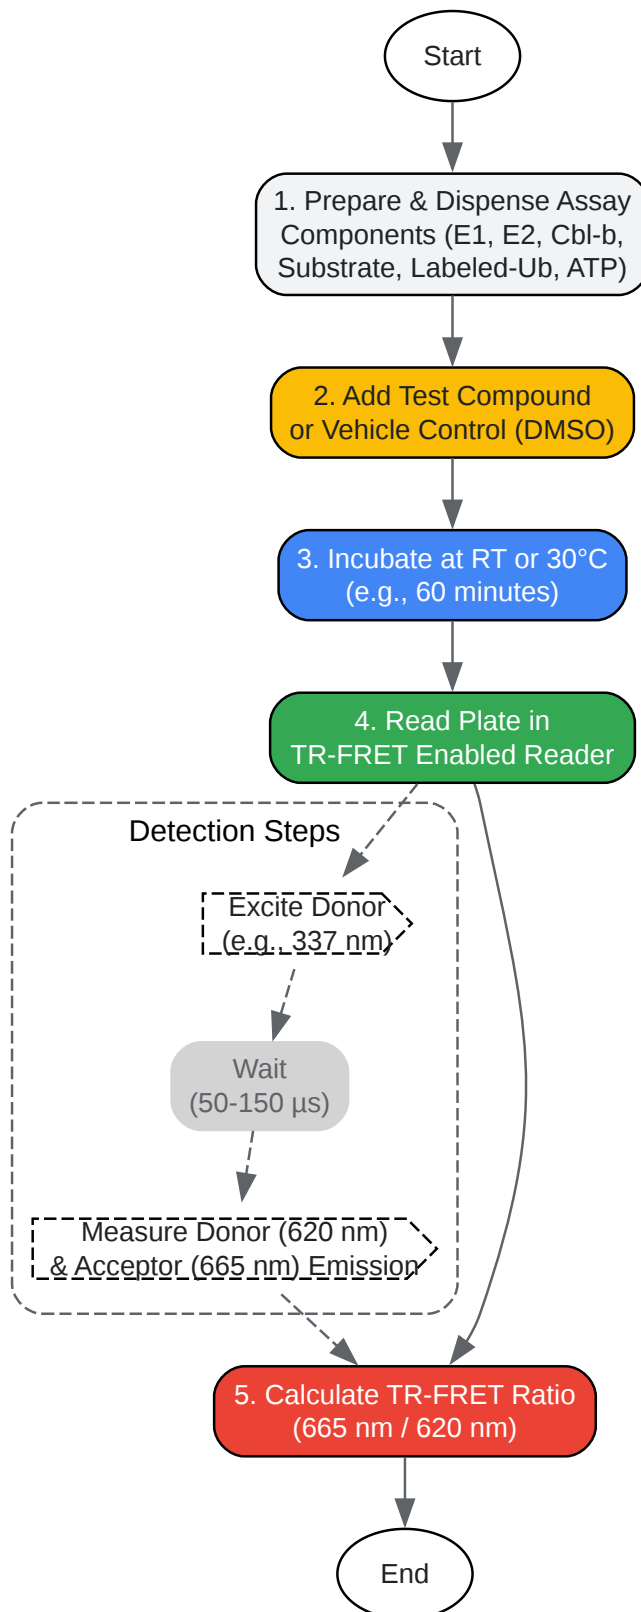 Start
1. Prepare & Dispense Assay
Components (E1, E2, Cbl-b,
Substrate, Labeled-Ub, ATP)
2. Add Test Compound
or Vehicle Control (DMSO)
3. Incubate at RT or 30°C
(e.g., 60 minutes)
4. Read Plate in
TR-FRET Enabled Reader
Detection Steps
Excite Donor
(e.g., 337 nm)
Wait
(50-150 µs)
Measure Donor (620 nm)
& Acceptor (665 nm) Emission
5. Calculate TR-FRET Ratio
(665 nm / 620 nm)
End